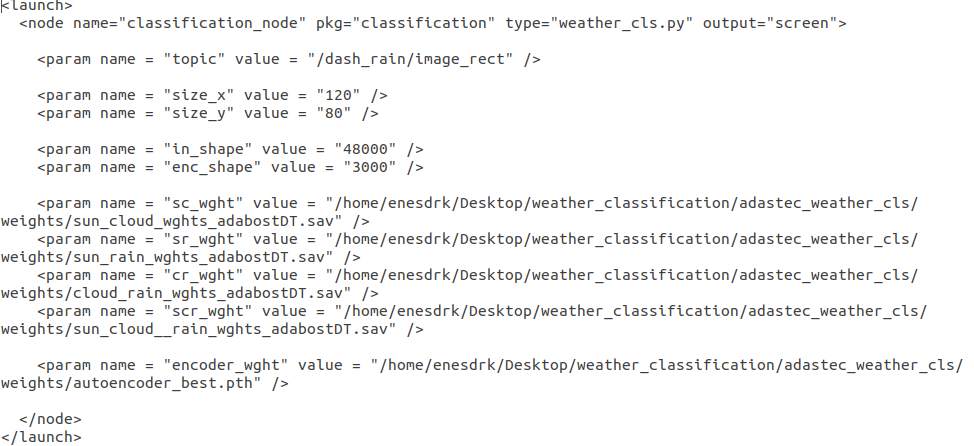 <launch>
  <node name="classification_node" pkg="classification" type="weather_cls.py" output="screen">
    <param name = "topic" value = "/dash_rain/image_rect" />
    <param name = "size_x" value = "120" />
    <param name = "size_y" value = "80" />
    <param name = "in_shape" value = "48000" />
    <param name = "enc_shape" value = "3000" />
    <param name = "sc_wght" value = "/home/enesdrk/Desktop/weather_classification/adastec_weather_cls/
weights/sun_cloud_wghts_adabostDT.sav" />
    <param name = "sr_wght" value = "/home/enesdrk/Desktop/weather_classification/adastec_weather_cls/
weights/sun_rain_wghts_adabostDT.sav" />
    <param name = "cr_wght" value = "/home/enesdrk/Desktop/weather_classification/adastec_weather_cls/
weights/cloud_rain_wghts_adabostDT.sav" />
    <param name = "scr_wght" value = "/home/enesdrk/Desktop/weather_classification/adastec_weather_cls/
weights/sun_cloud__rain_wghts_adabostDT.sav" />
    <param name = "encoder_wght" value = "/home/enesdrk/Desktop/weather_classification/adastec_weather_cls/
weights/autoencoder_best.pth" />
  </node>
</launch>